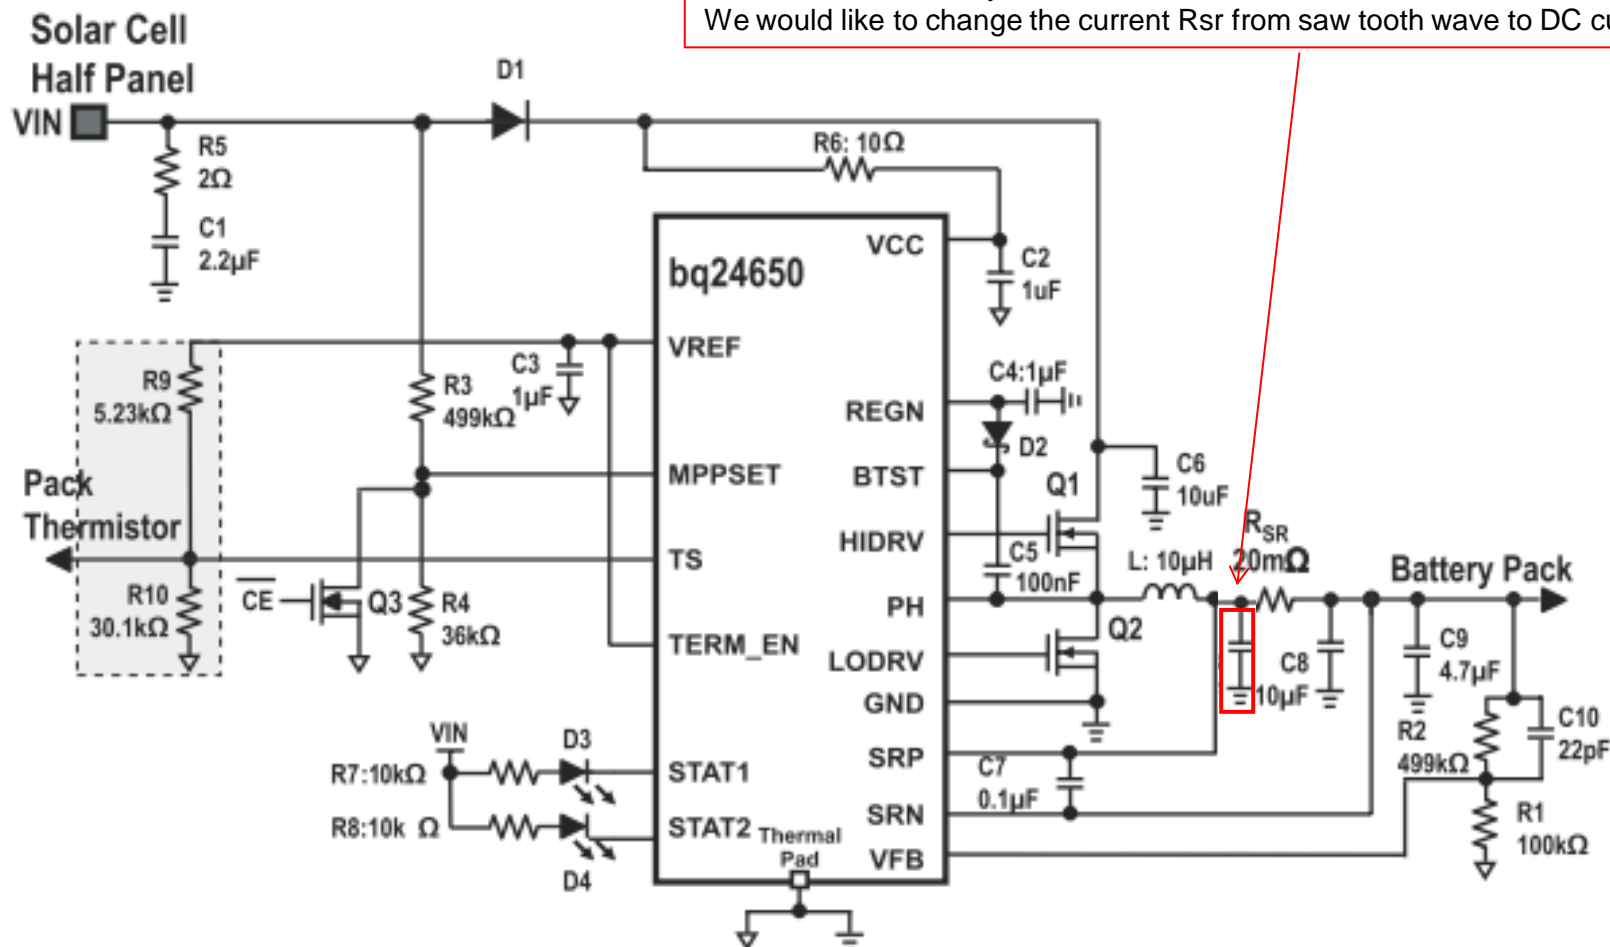 We would like to change the current Rsr from saw tooth wave to DC
Solar Cell
Half Panel
VIN
D1
R5
2Ω
C1
2.2µF
R6: 10Ω
VCC
C2
1uF
bq24650
VREF
C3
1µF
R3
499kΩ
R9
5.23kΩ
C4:1µF
REGN
D2
BTST
C6
10uF
MPPSET
Q1
Pack
Thermistor
HIDRV
RSR
20mΩ
TS
C5
100nF
L: 10µH
Battery Pack
R10
30.1kΩ
CE
Q3
R4
36kΩ
PH
Q2
TERM_EN
LODRV
C8
10µF
C9
4.7µF
GND
R2
499kΩ
C10
22pF
VIN
D3
R7:10kΩ
STAT1
SRP
C7
0.1µF
SRN
R8:10k Ω
STAT2
Thermal
Pad
VFB
R1
100kΩ
D4